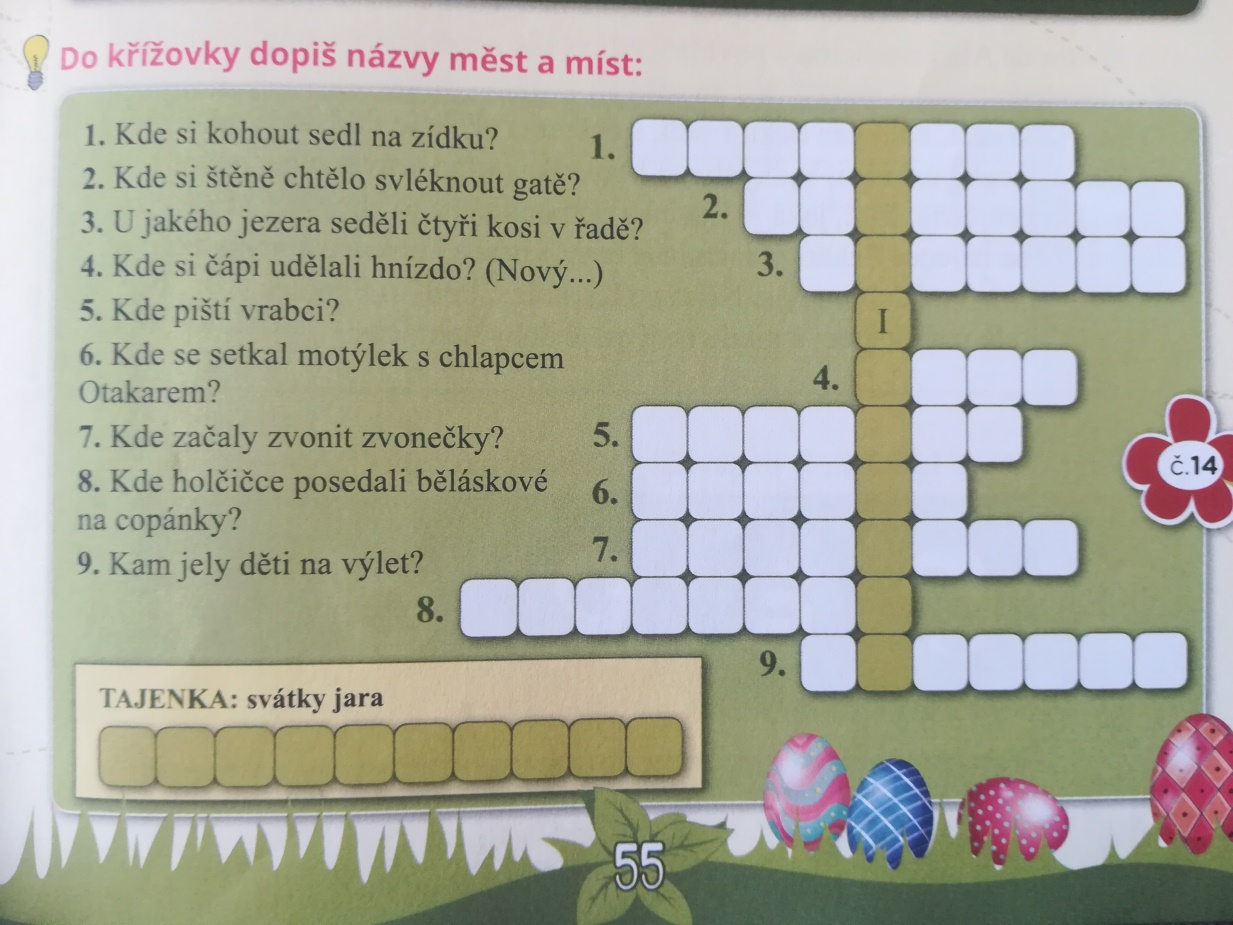 Do křížovky dopiš názvy měst a míst:
1. Kde si kohout sedl na zídku?
2. Kde si štěně chtělo svléknout gatě?
3. U jakého jezera seděli čtyři kosi v řadě?
4. Kde si čápi udělali hnízdo? (Nový...)
5. Kde piští vrabci?
6. Kde se setkal motýlek s chlapcem
Otakarem?
7. Kde začaly zvonit zvonečky?
8. Kde holčičce posedali běláskové
na copánky?
9. Kam jely děti na výlet?
1.
2.
3.
I
4.
5.
6.
7.
8.
9.
č.14
TAJENKA: svátky jara
55